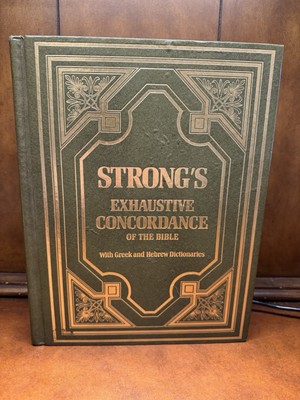 STRONG'S
EXHAUSTIVE
CONCORDANCE
OF THE BIBLE
With Greek and Hebrew Dictionaries